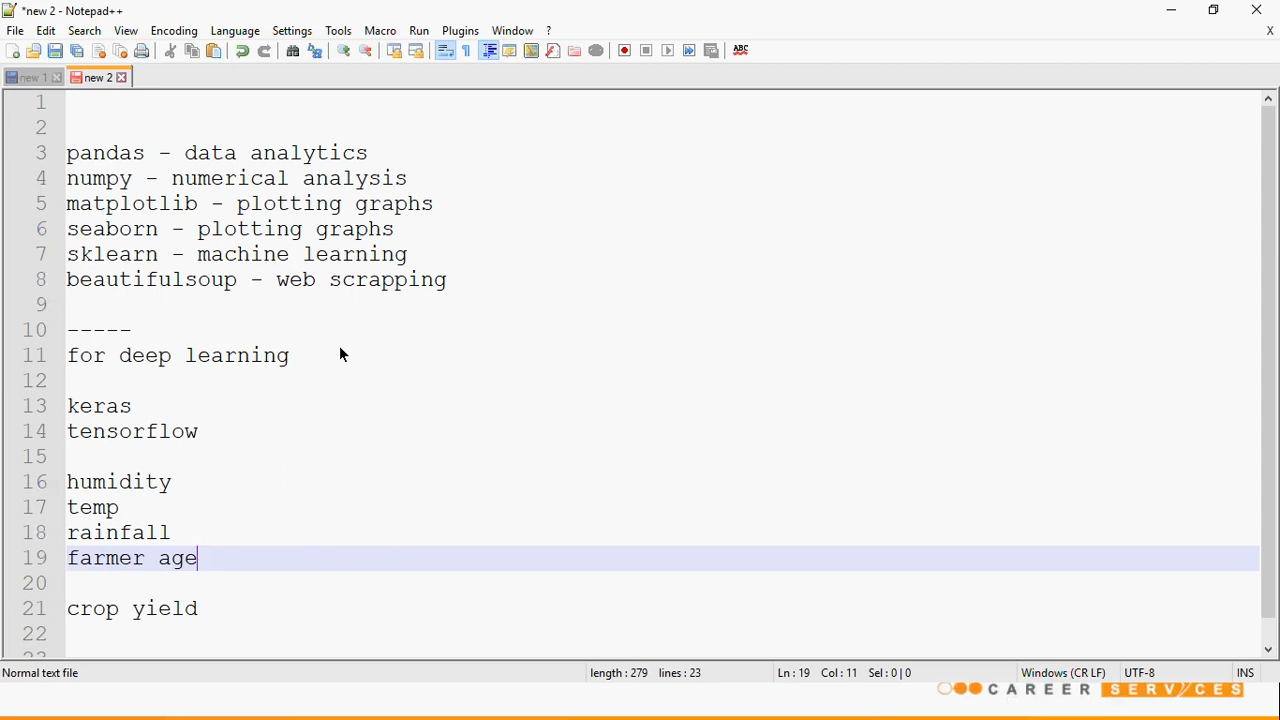 *new 2 - Notepad++
File Edit Search View Encoding Language Settings Tools Macro Run Plugins Window ? X
ABC
new 1 new 2
1
2
3 pandas - data analytics
4 numpy - numerical analysis
5 matplotlib - plotting graphs
6 seaborn - plotting graphs
7 sklearn - machine learning
8 beautifulsoup - web scrapping
9
10 -----
11 for deep learning
12
13 keras
14 tensorflow
15
16 humidity
17 temp
18 rainfall
19 farmer age
20
21 crop yield
22
23
Normal text file length : 279 lines : 23 Ln : 19 Col : 11 Sel : 0 | 0 Windows (CR LF) UTF-8 INS
CAREER SERVICES